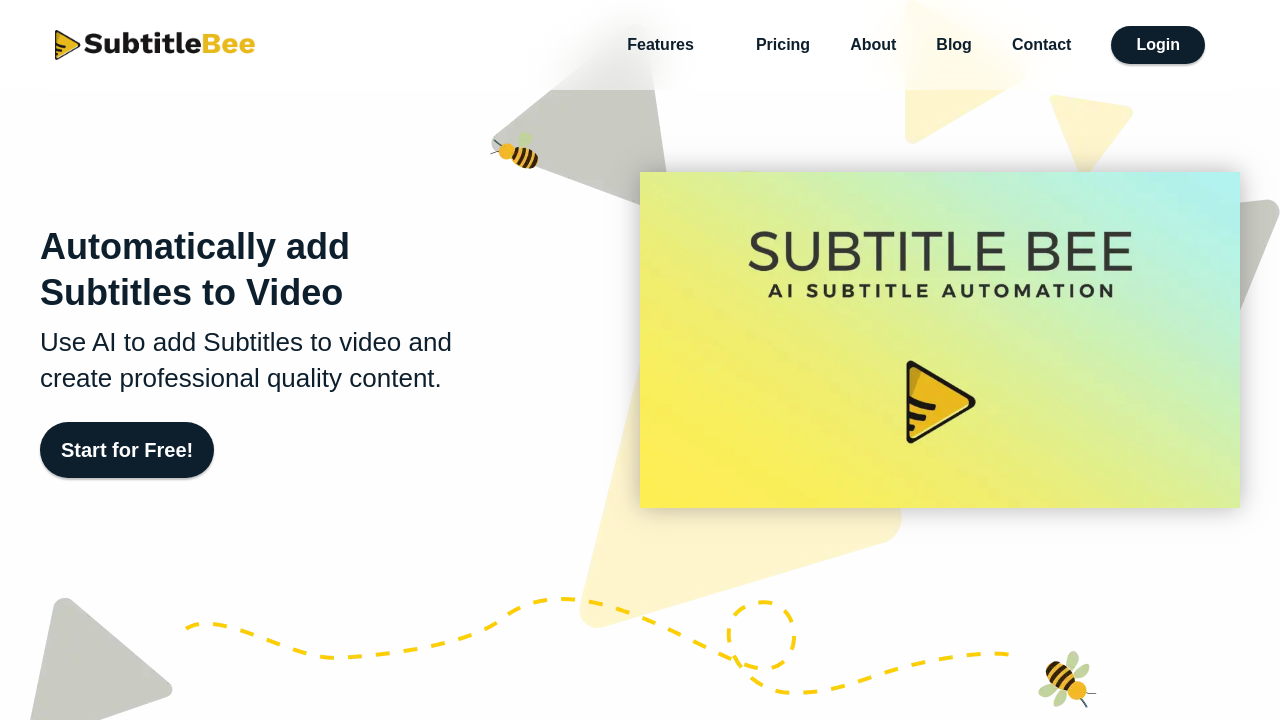 SubtitleBee
Features
Pricing
About
Blog
Contact
Login
Automatically add
Subtitles to Video
Use AI to add Subtitles to video and
create professional quality content.
Start for Free!
SUBTITLE BEE
AI SUBTITLE AUTOMATION